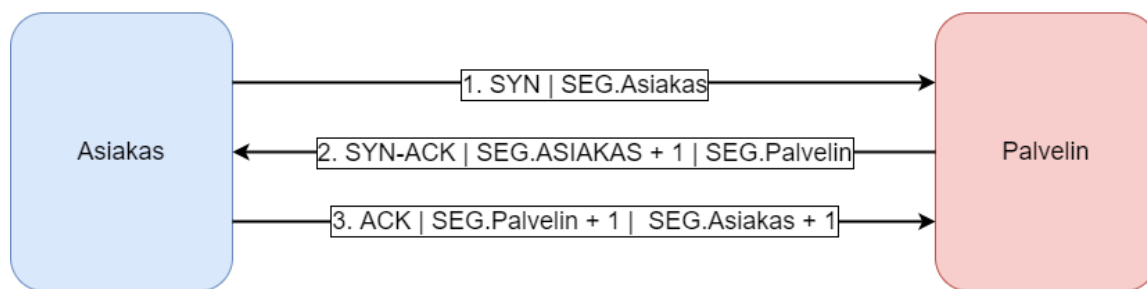 1. SYN | SEG.Asiakas
Asiakas
2. SYN-ACK | SEG.ASIAKAS + 1 | SEG.Palvelin
Palvelin
3. ACK | SEG.Palvelin + 1 | SEG.Asiakas + 1